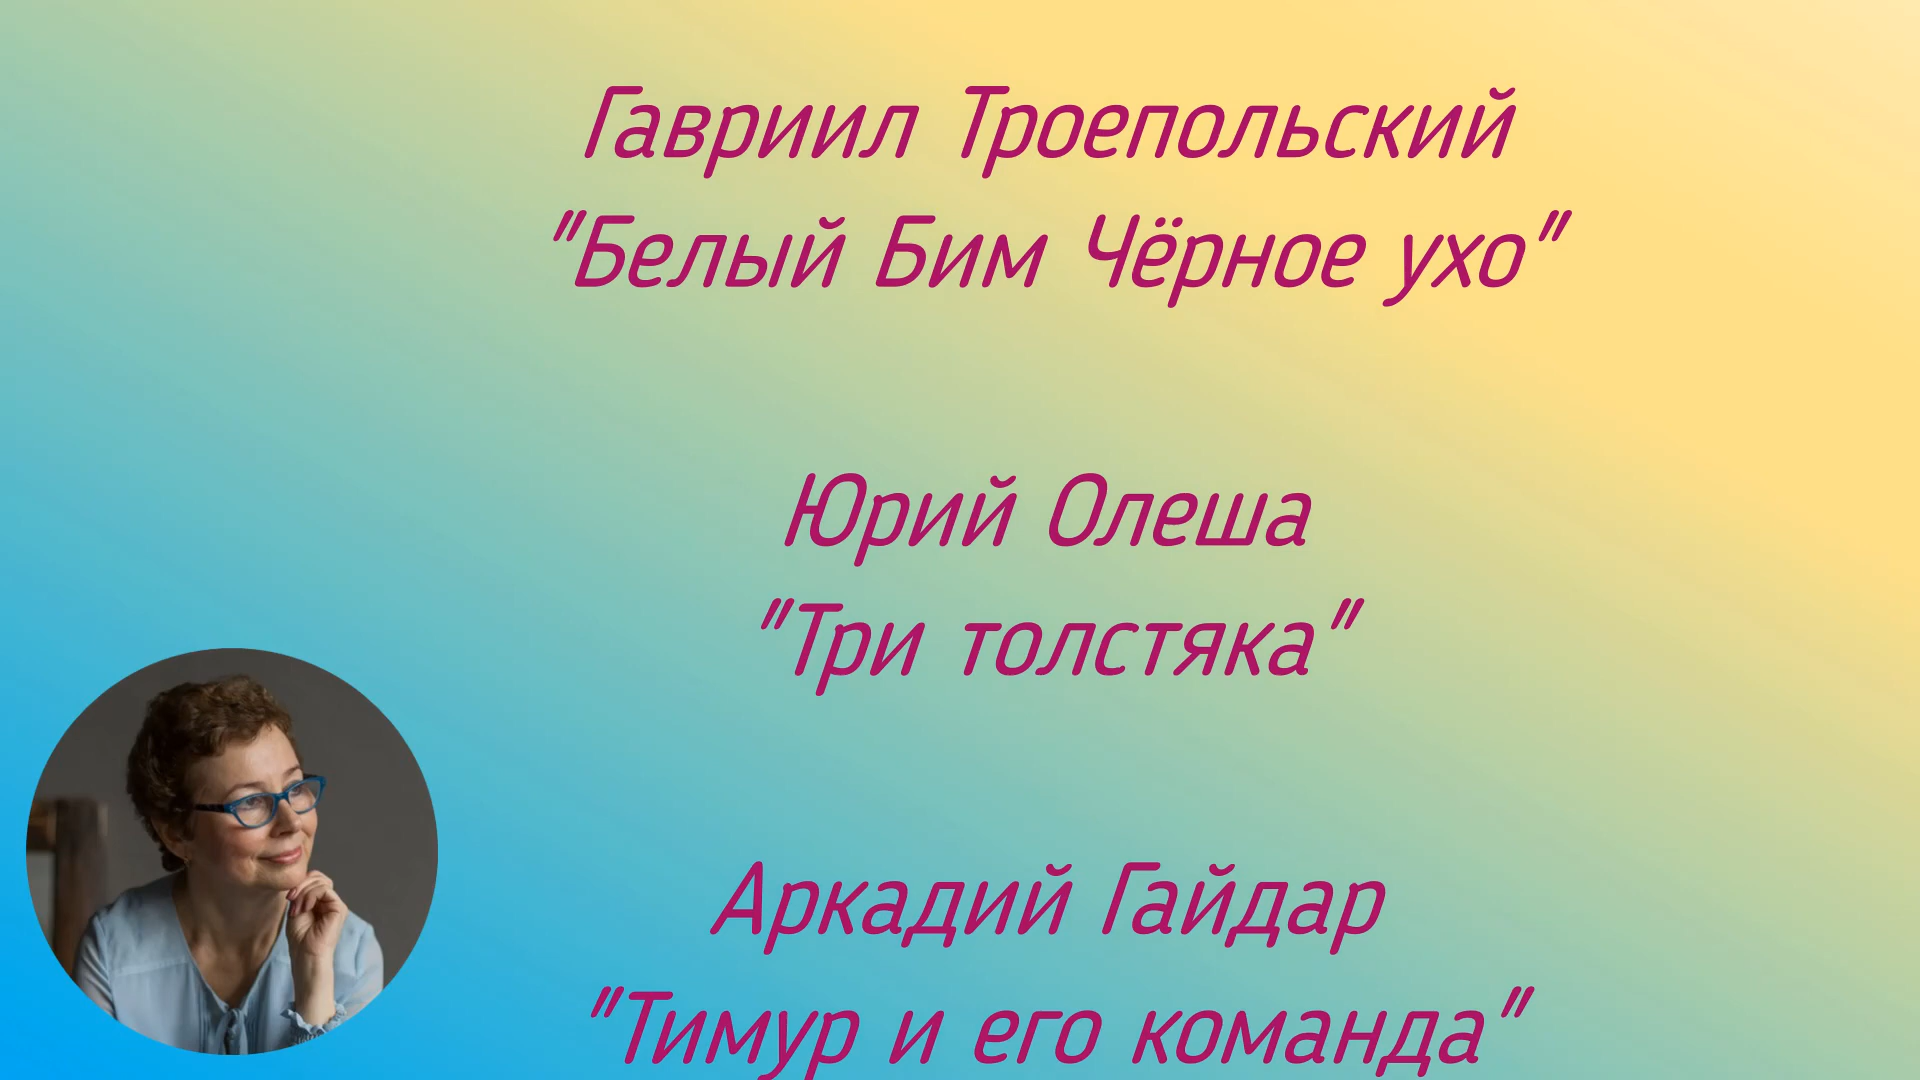 Гавриил Троепольский
"Белый Бим Чёрное ухо"
Юрий Олеша
"Три толстяка"
Аркадий Гайдар
"Тимур и его команда"